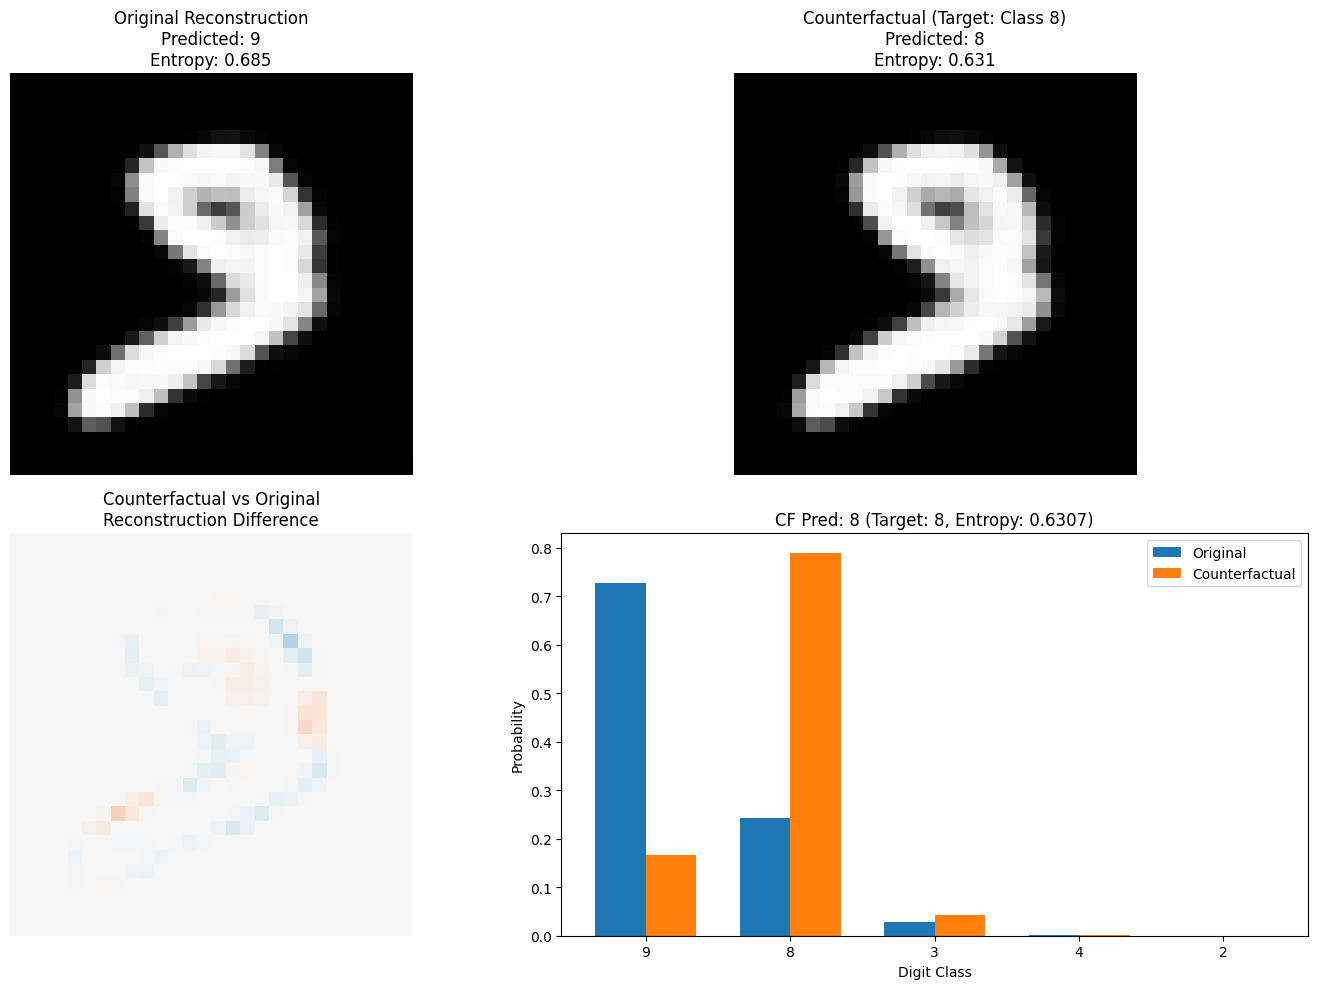 Original Reconstruction
Predicted: 9
Entropy: 0.685
Counterfactual (Target: Class 8)
Predicted: 8
Entropy: 0.631
Counterfactual vs Original
Reconstruction Difference
CF Pred: 8 (Target: 8, Entropy: 0.6307)
Original
Counterfactual
Probability
0.8
0.7
0.6
0.5
0.4
0.3
0.2
0.1
0.0
9 8 3 4 2
Digit Class